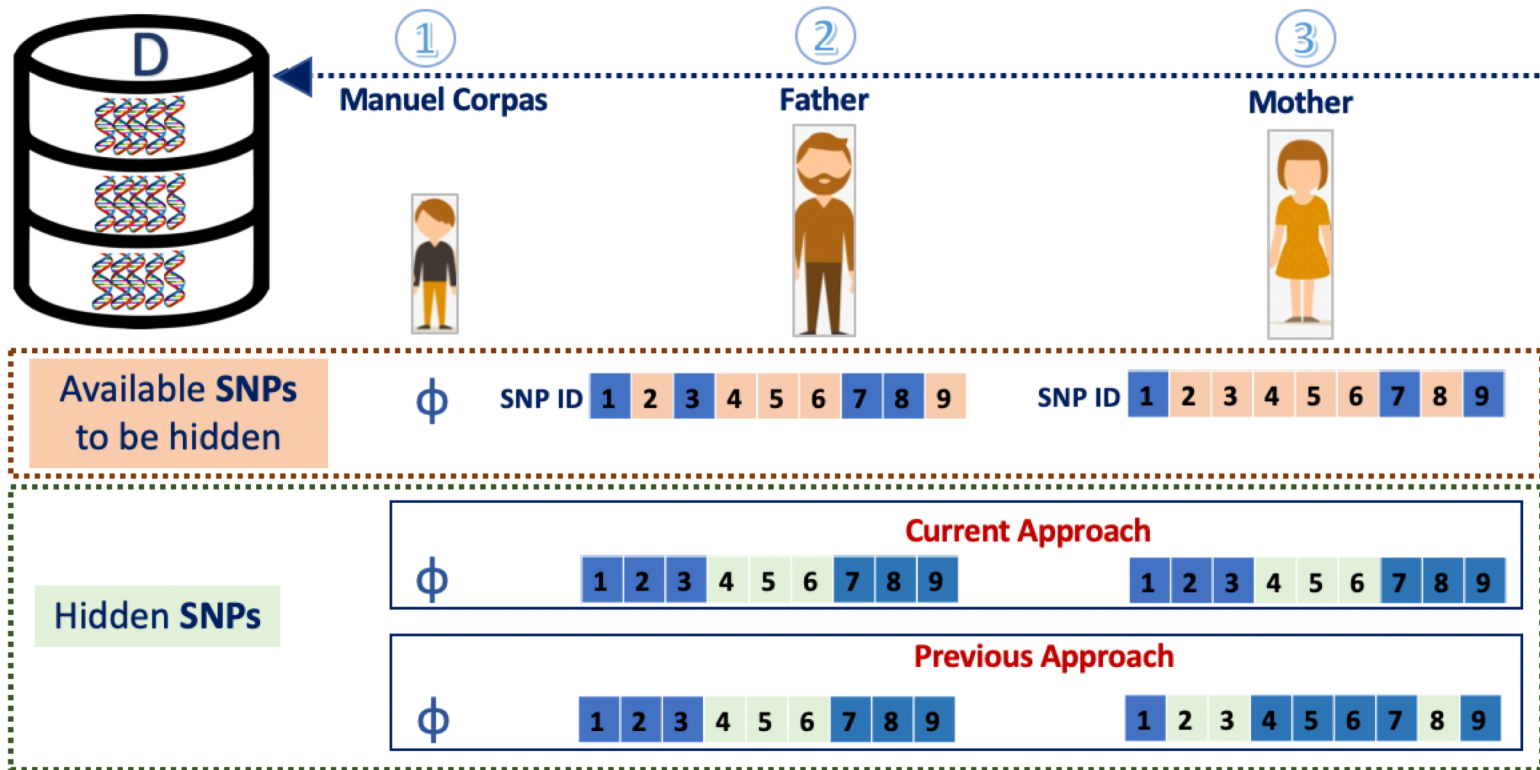 D
1
2
3
Manuel Corpas
Father
Mother
Available SNPs
to be hidden
ϕ
SNP ID 1 2 3 4 5 6 7 8 9
SNP ID 1 2 3 4 5 6 7 8 9
Hidden SNPs
Current Approach
ϕ
1 2 3 4 5 6 7 8 9
1 2 3 4 5 6 7 8 9
Previous Approach
ϕ
1 2 3 4 5 6 7 8 9
1 2 3 4 5 6 7 8 9